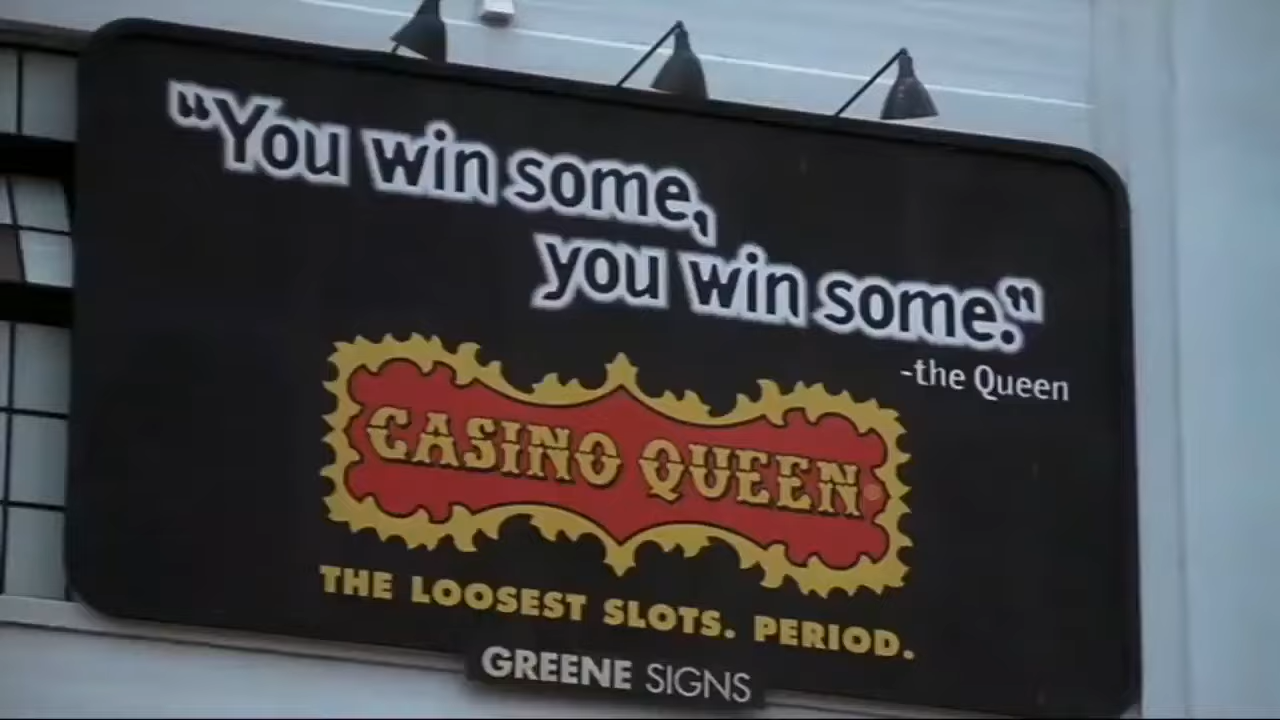 “You win some,
you win some.”
-the Queen
CASINO QUEEN
THE LOOSEST SLOTS. PERIOD.
GREENE SIGNS